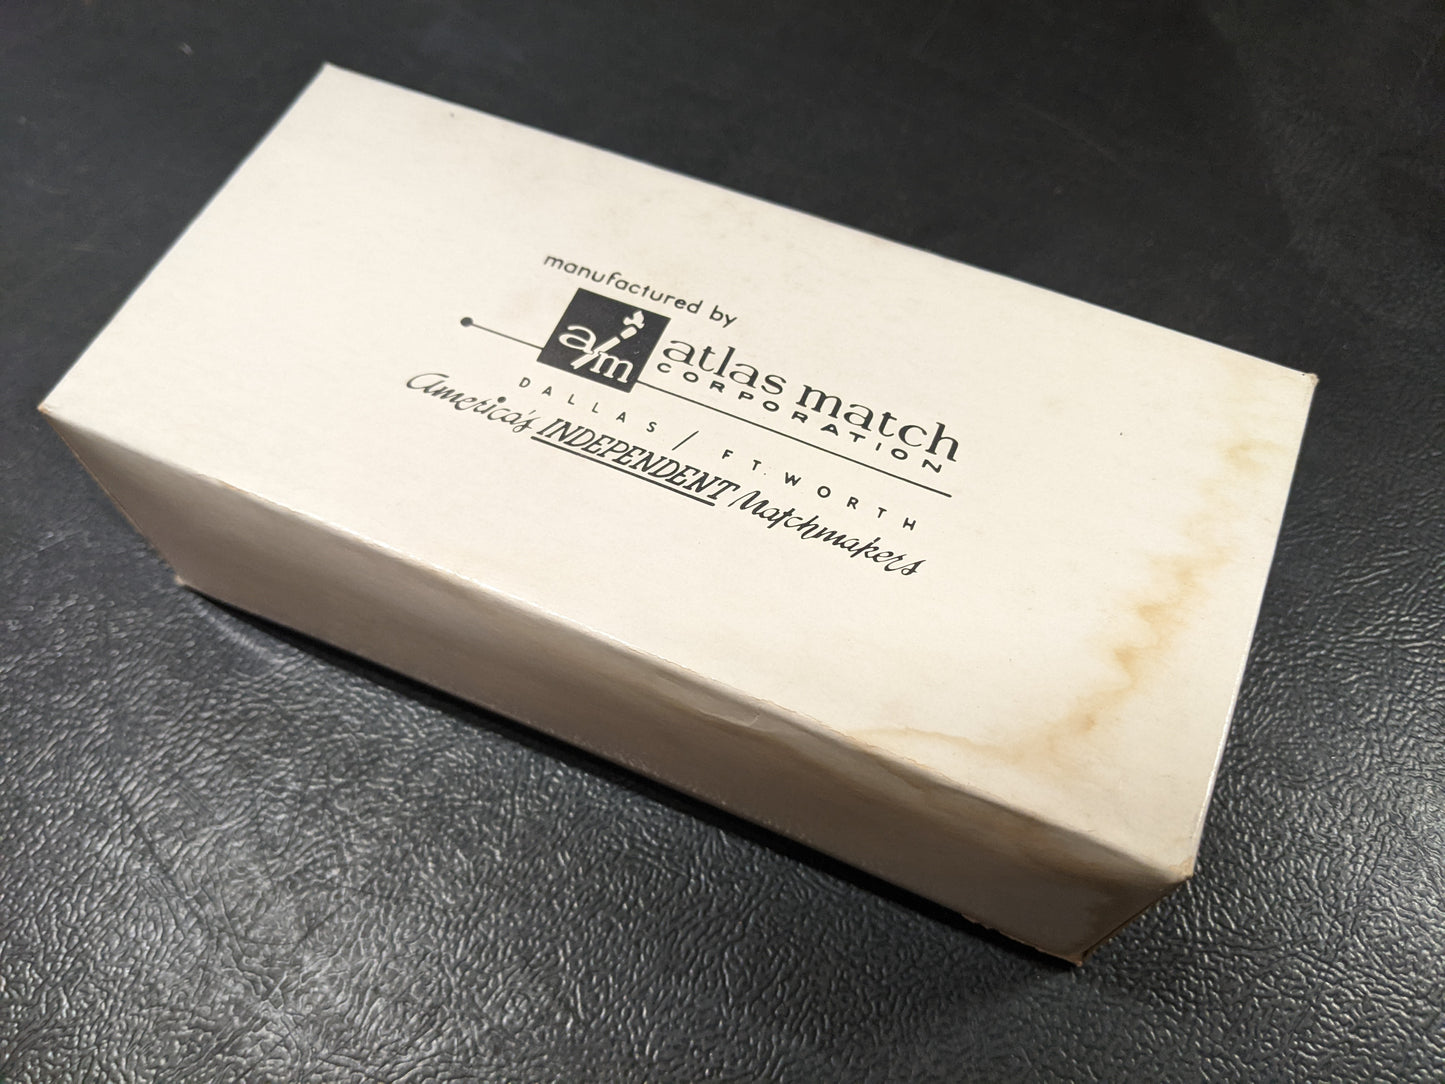 manufactured by
a/m
atlas match
CORPORATION
DALLAS / FT. WORTH
America's INDEPENDENT Matchmakers